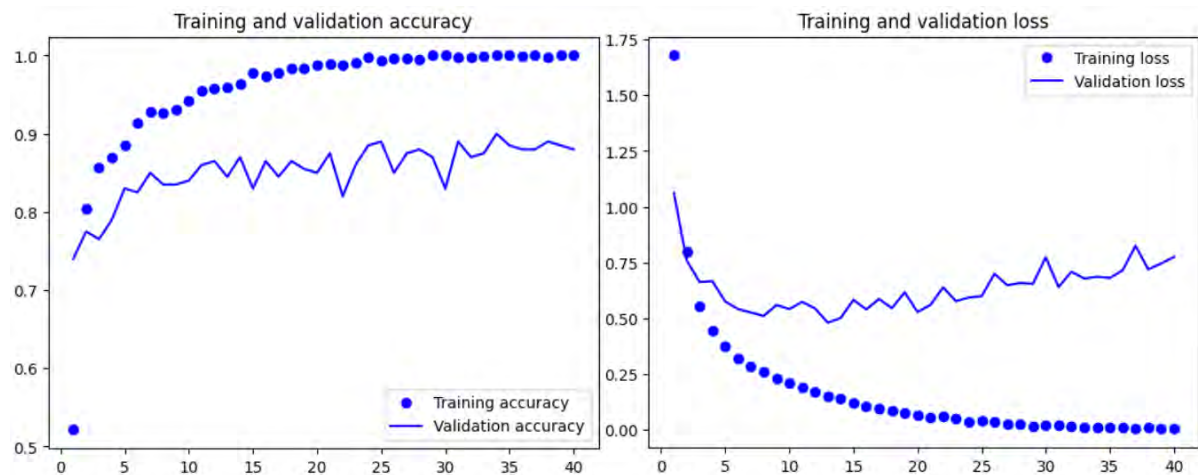 Training and validation accuracy
1.0
0.9
0.8
0.7
0.6
0.5
0 5 10 15 20 25 30 35 40
Training accuracy
Validation accuracy
Training and validation loss
1.75
1.50
1.25
1.00
0.75
0.50
0.25
0.00
0 5 10 15 20 25 30 35 40
Training loss
Validation loss